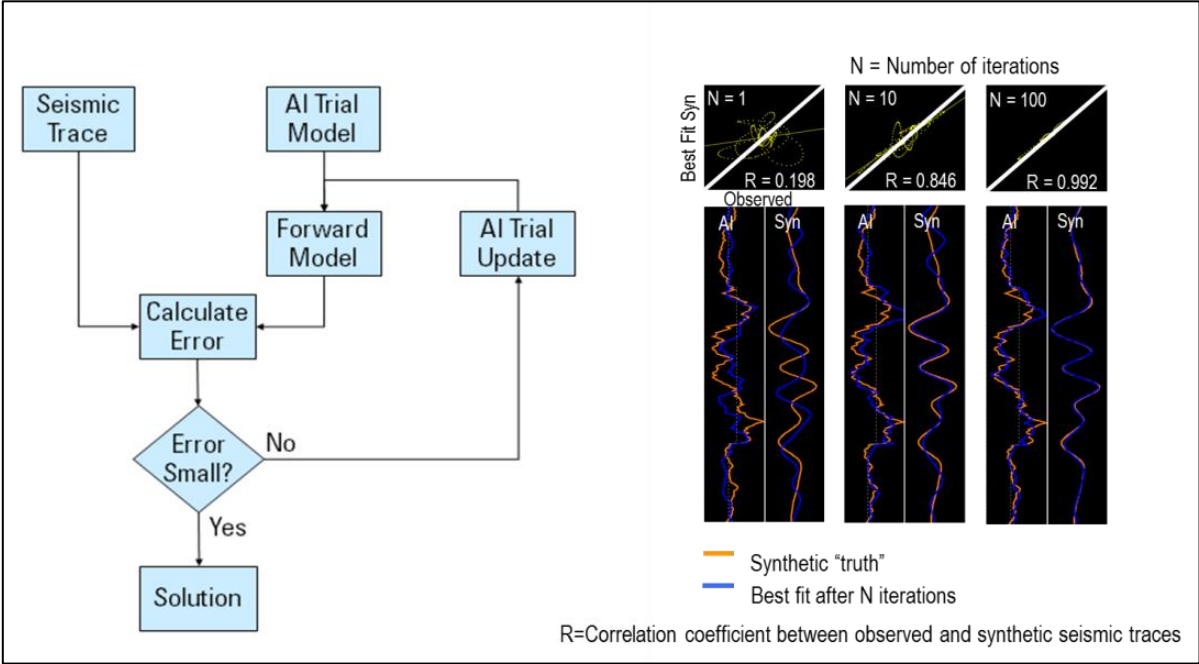 Seismic
Trace
AI Trial
Model
Forward
Model
AI Trial
Update
Calculate
Error
Error
Small?
No
Yes
Solution
N = Number of iterations
Best Fit Syn
N = 1
R = 0.198
N = 10
R = 0.846
N = 100
R = 0.992
Observed
AI
Syn
AI
Syn
AI
Syn
Synthetic “truth”
Best fit after N iterations
R=Correlation coefficient between observed and synthetic seismic traces